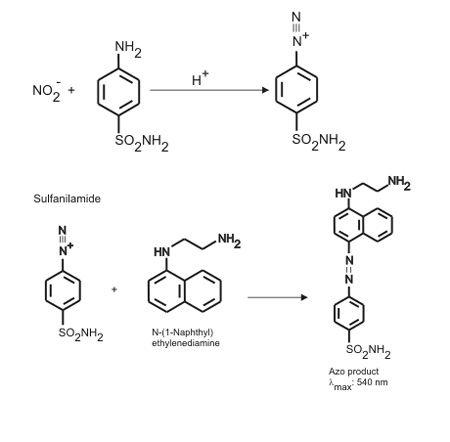 N
N+
NH2
NO2- +
H+
SO2NH2
SO2NH2
Sulfanilamide
N
N+
SO2NH2
+
HN
NH2
N-(1-Naphthyl)
ethylenediamine
HN
NH2
N
N
SO2NH2
Azo product
λmax: 540 nm